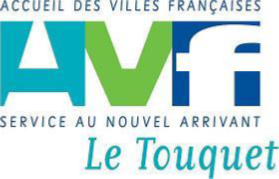 ACCUEIL DES VILLES FRANÇAISES
AVf
SERVICE AU NOUVEL ARRIVANT
Le Touquet